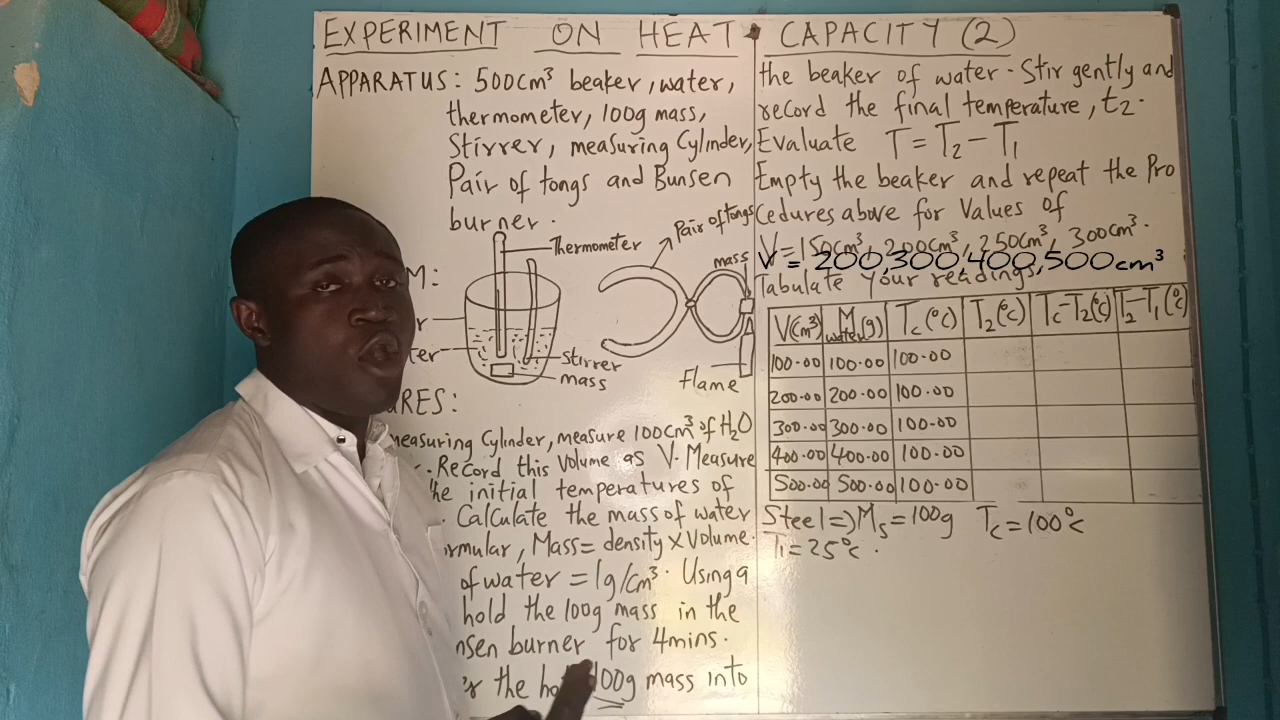 EXPERIMENT ON HEAT CAPACITY (2)
APPARATUS: 500cm³ beaker, water,
thermometer, 100g mass,
Stirrer, measuring Cylinder,
Pair of tongs and Bunsen
burner.
Thermometer
Pair of tongs
mass
M:
Stirrer
mass
Flame
RES:
measuring Cylinder, measure 100cm³ of H₂O
. Record this Volume as V. Measure
he initial temperatures of
. Calculate the mass of water
rmular, Mass = density x Volume.
of water = 1g/cm³. Using a
hold the 100g mass in the
nsen burner for 4mins.
the 100g mass into
the beaker of water. Stir gently and
record the final temperature, t₂.
Evaluate T = T₂ - T₁
Empty the beaker and repeat the Pro
cedures above for Values of
V = 150cm³, 200cm³, 250cm³, 300cm³.
V = 200,300,400,500cm³
Tabulate your readings
V(cm³) M water(g) Tc(°C) T₂(°C) Tc-T₂(°C) T₂-T₁(°C)
100.00 100.00 100.00
200.00 200.00 100.00
300.00 300.00 100.00
400.00 400.00 100.00
500.00 500.00 100.00
Steel => Ms = 100g Tc = 100°c
T₁ = 25°c.